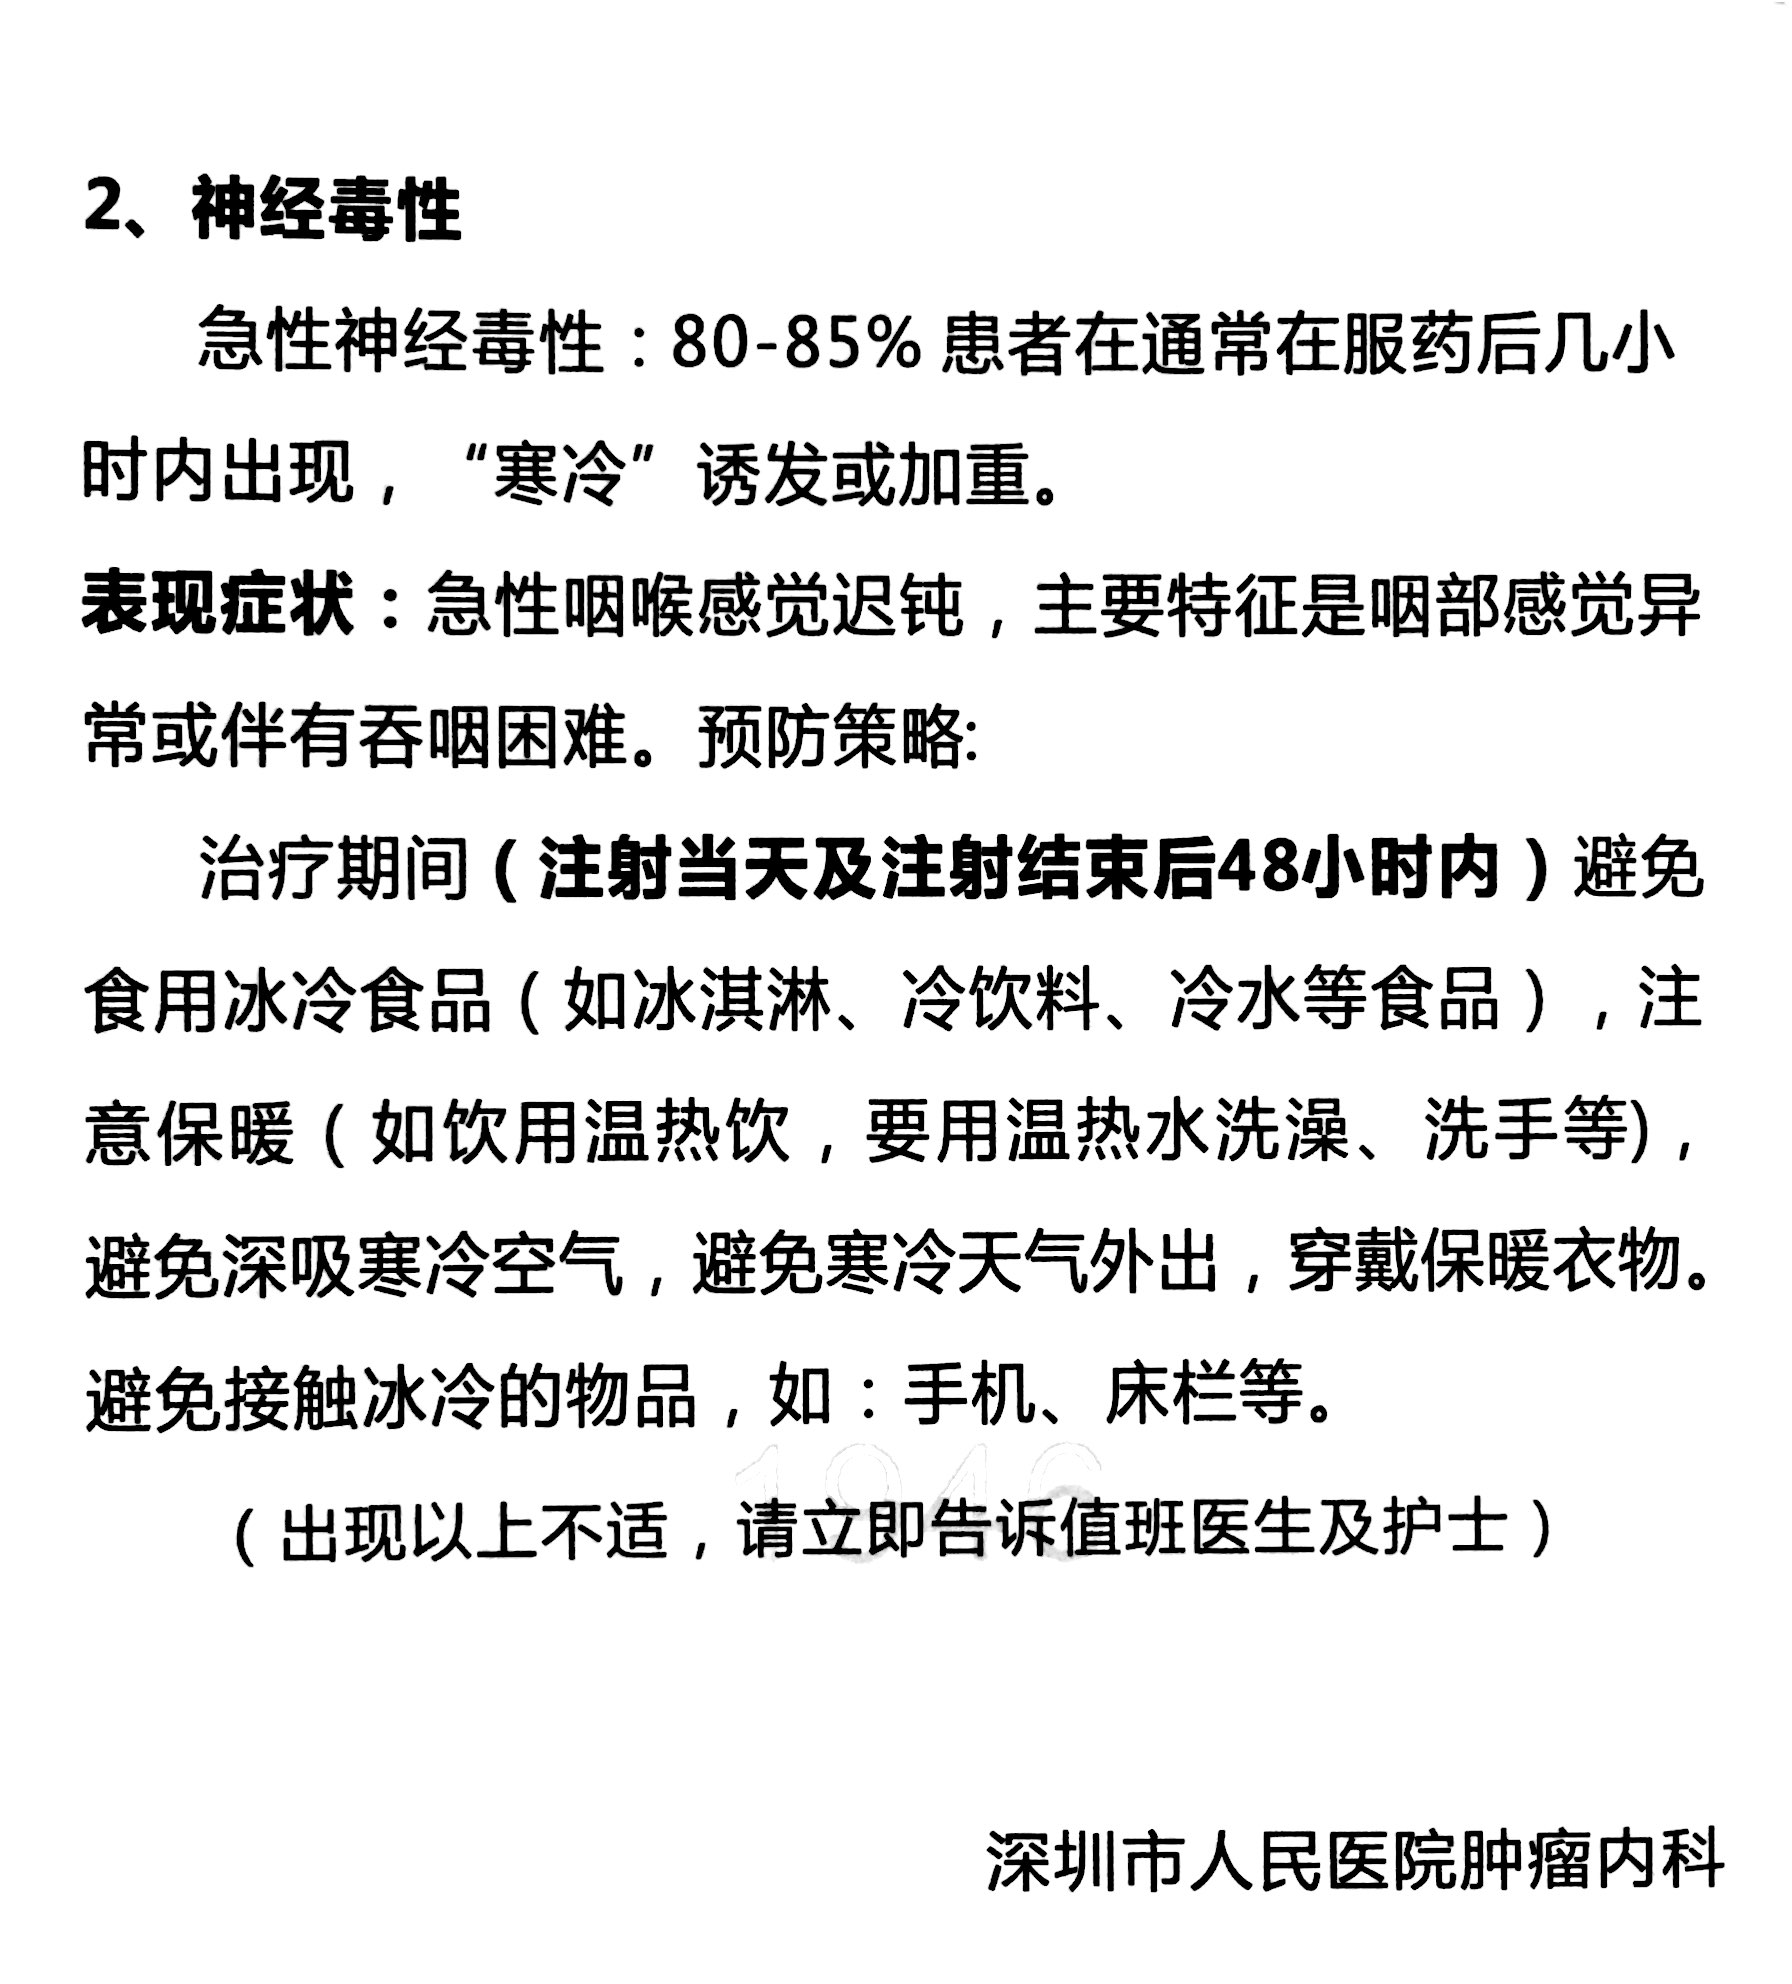 2、神经毒性
急性神经毒性：80-85% 患者在通常在服药后几小
时内出现，“寒冷”诱发或加重。
表现症状：急性咽喉感觉迟钝，主要特征是咽部感觉异
常或伴有吞咽困难。预防策略:
治疗期间（注射当天及注射结束后48小时内）避免
食用冰冷食品（如冰淇淋、冷饮料、冷水等食品），注
意保暖（如饮用温热饮，要用温热水洗澡、洗手等)，
避免深吸寒冷空气，避免寒冷天气外出，穿戴保暖衣物。
避免接触冰冷的物品，如：手机、床栏等。
1946
（出现以上不适，请立即告诉值班医生及护士）
深圳市人民医院肿瘤内科